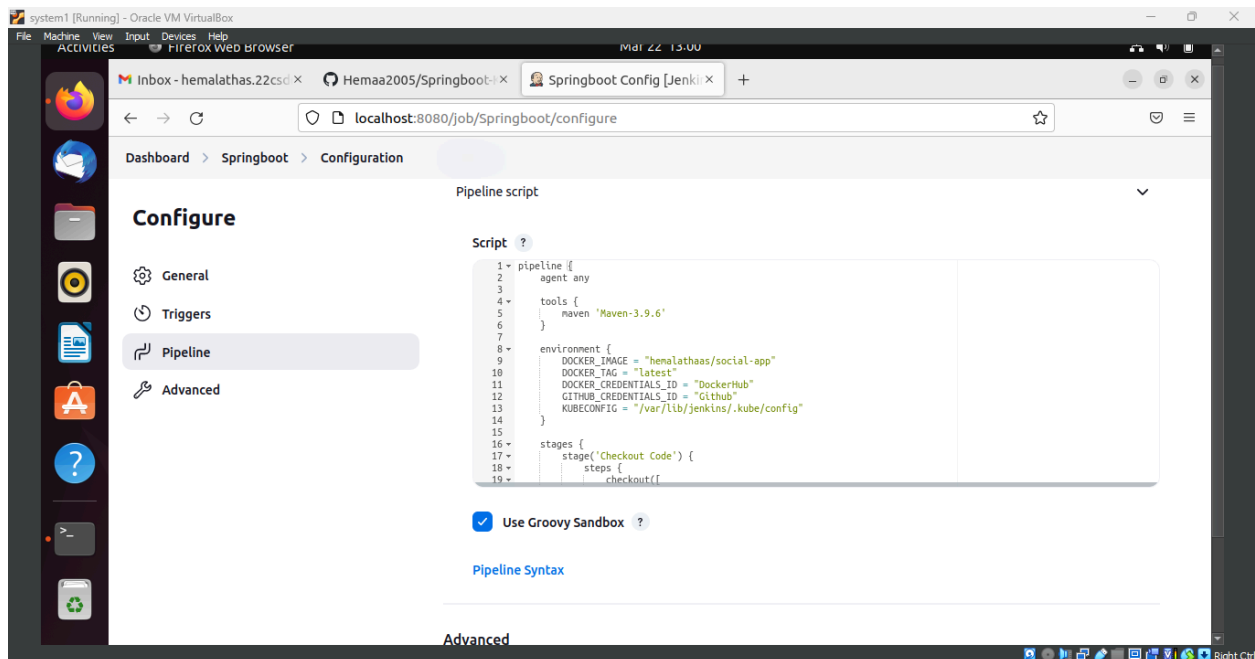 system1 [Running] - Oracle VM VirtualBox
File Machine View Input Devices Help
Activities Firefox Web Browser Mar 22 13:00
Inbox - hemalathas.22csd Hemaa2005/Springboot- Springboot Config [Jenki
localhost:8080/job/Springboot/configure
Dashboard > Springboot > Configuration
Configure
General
Triggers
Pipeline
Advanced
Pipeline script
Script ?
1 pipeline {
2 agent any
3
4 tools {
5 maven 'Maven-3.9.6'
6 }
7
8 environment {
9 DOCKER_IMAGE = "hemalathaas/social-app"
10 DOCKER_TAG = "latest"
11 DOCKER_CREDENTIALS_ID = "DockerHub"
12 GITHUB_CREDENTIALS_ID = "Github"
13 KUBECONFIG = "/var/lib/jenkins/.kube/config"
14 }
15
16 stages {
17 stage('Checkout Code') {
18 steps {
19 checkout([
Use Groovy Sandbox ?
Pipeline Syntax
Advanced
Right Ctrl